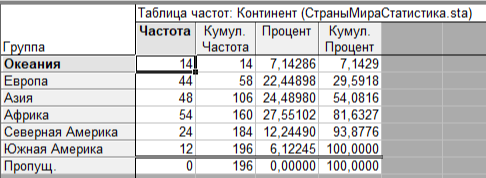 Таблица частот: Континент (СтраныМираСтатистика.sta)
Группа Частота Кумул. Частота Процент Кумул. Процент
Океания 14 14 7,14286 7,1429
Европа 44 58 22,44898 29,5918
Азия 48 106 24,48980 54,0816
Африка 54 160 27,55102 81,6327
Северная Америка 24 184 12,24490 93,8776
Южная Америка 12 196 6,12245 100,0000
Пропущ. 0 196 0,00000 100,0000